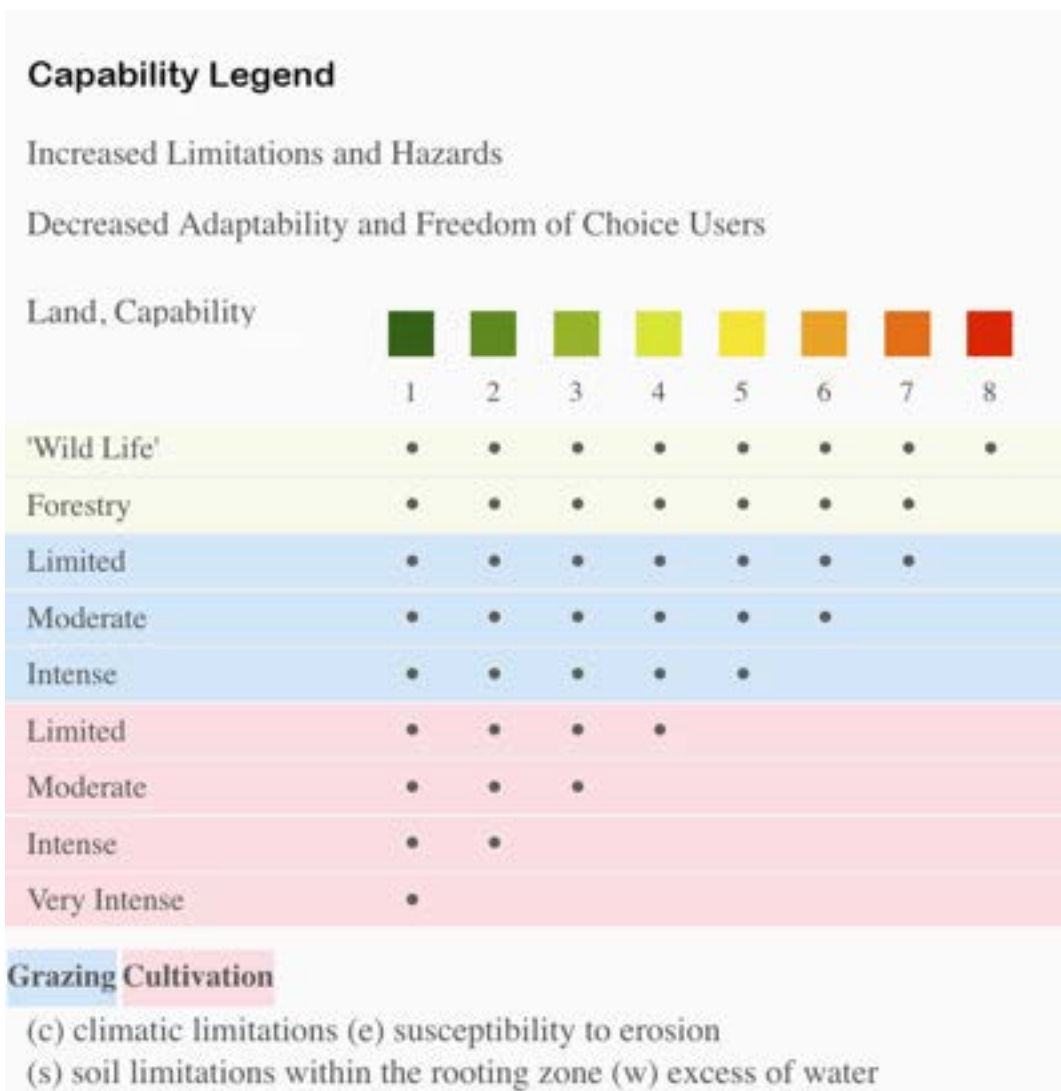 Capability Legend
Increased Limitations and Hazards
Decreased Adaptability and Freedom of Choice Users
Land, Capability
1 2 3 4 5 6 7 8
'Wild Life' • • • • • • • •
Forestry • • • • • • •
Limited • • • • • • •
Moderate • • • • • •
Intense • • • • •
Limited • • • •
Moderate • • •
Intense • •
Very Intense •
Grazing Cultivation
(c) climatic limitations (e) susceptibility to erosion
(s) soil limitations within the rooting zone (w) excess of water